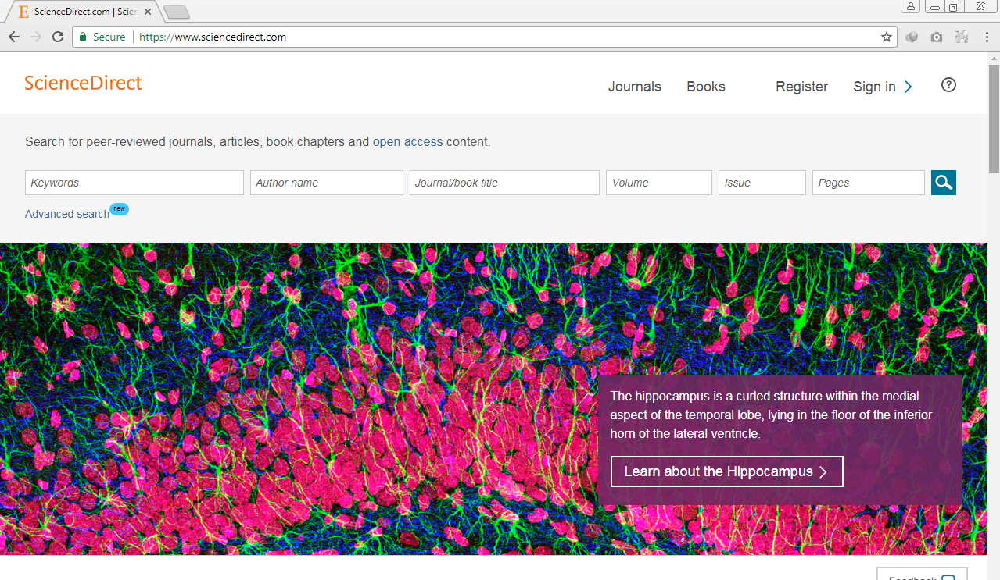 ScienceDirect.com | Scien
Secure
https://www.sciencedirect.com
ScienceDirect
Journals Books Register Sign in
Search for peer-reviewed journals, articles, book chapters and open access content.
Keywords Author name Journal/book title Volume Issue Pages
Advanced search new
The hippocampus is a curled structure within the medial
aspect of the temporal lobe, lying in the floor of the inferior
horn of the lateral ventricle.
Learn about the Hippocampus
Feedback